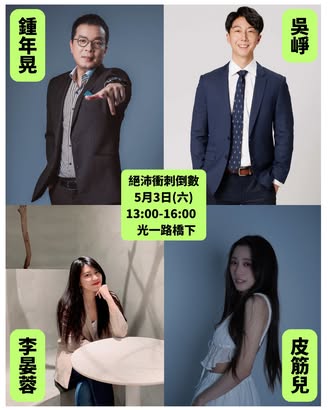 鍾年晃
吳崢
絕沛衝刺倒數
5月3日(六)
13:00-16:00
光一路橋下
李晏蓉
皮筋兒